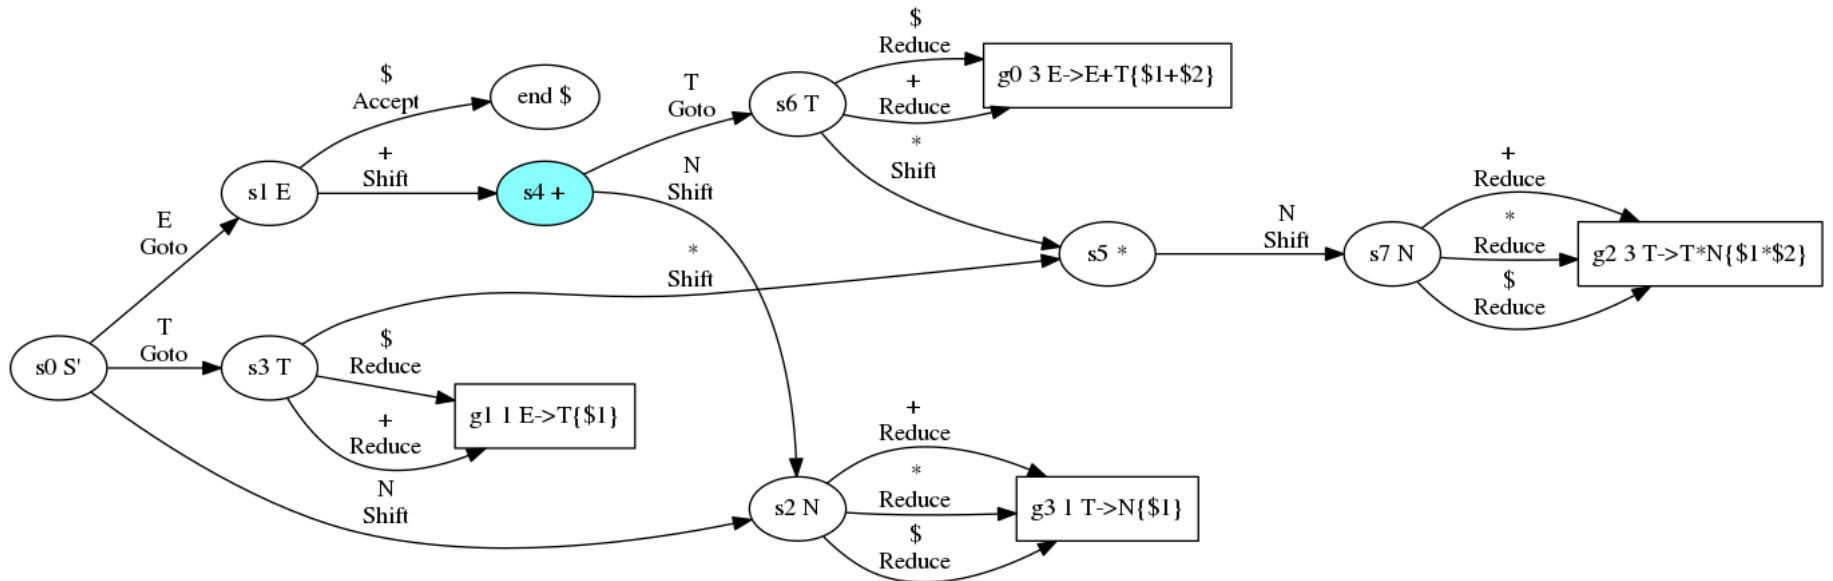 $
Reduce
g0 3 E->E+T{$1+$2}
$
Accept
end $
T
Goto
s6 T
+
Reduce
*
Shift
+
Shift
s1 E
s4 +
N
Shift
+
Reduce
E
Goto
*
Shift
s5 *
N
Shift
s7 N
*
Reduce
g2 3 T->T*N{$1*$2}
$
Reduce
s0 S'
T
Goto
s3 T
$
Reduce
g1 1 E->T{$1}
+
Reduce
+
Reduce
N
Shift
s2 N
*
Reduce
g3 1 T->N{$1}
$
Reduce